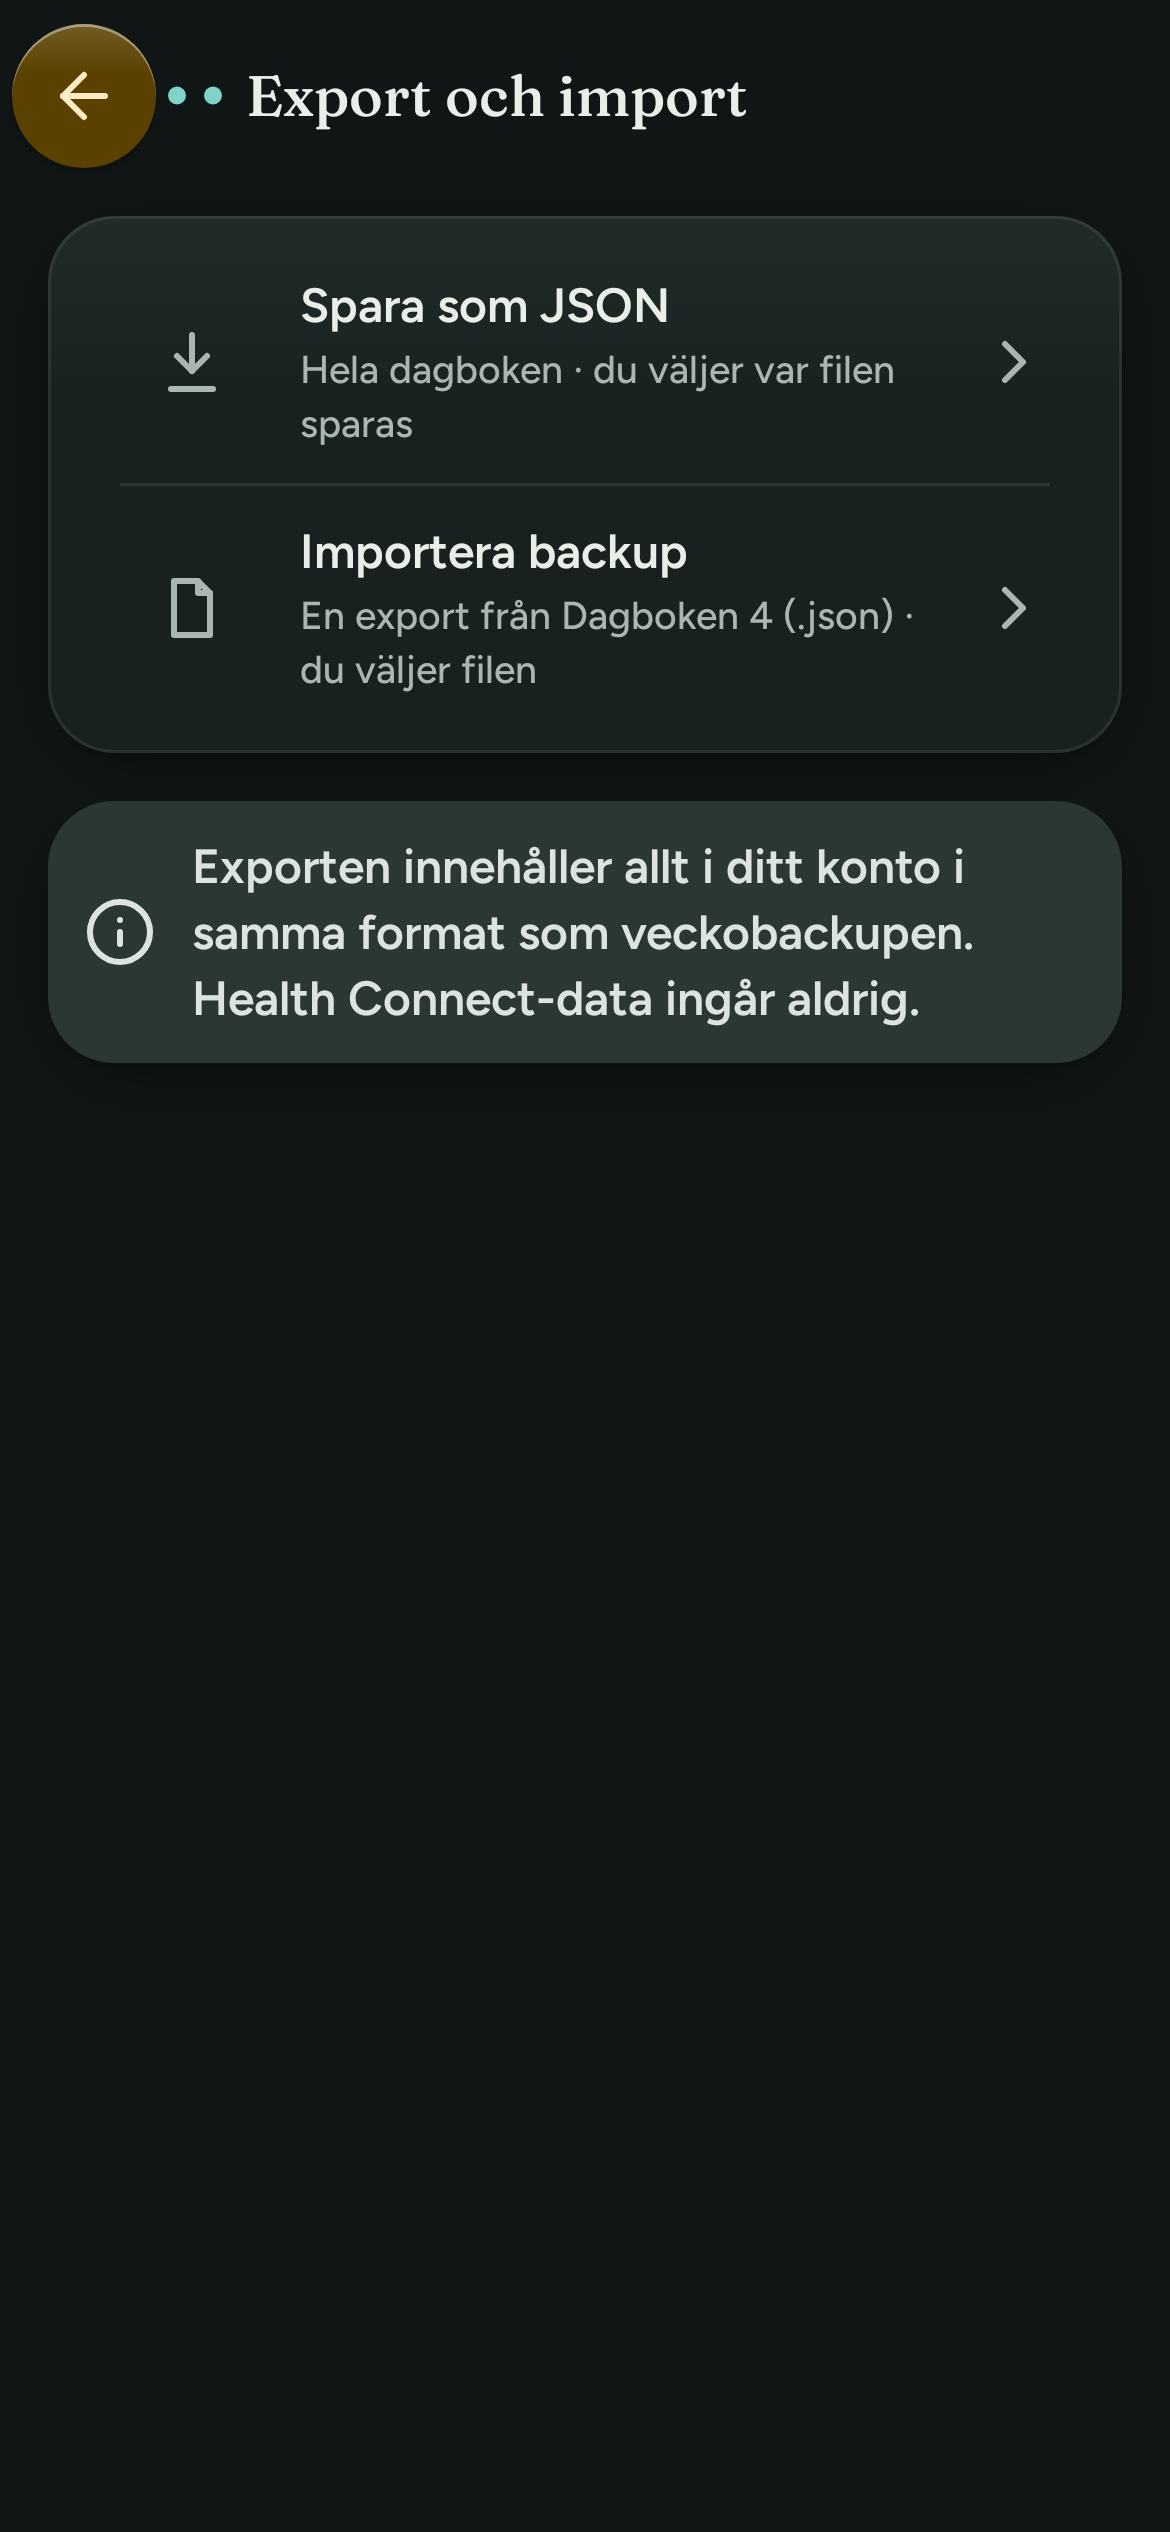 Export och import
Spara som JSON
Hela dagboken · du väljer var filen
sparas
Importera backup
En export från Dagboken 4 (.json) ·
du väljer filen
Exporten innehåller allt i ditt konto i
samma format som veckobackupen.
Health Connect-data ingår aldrig.